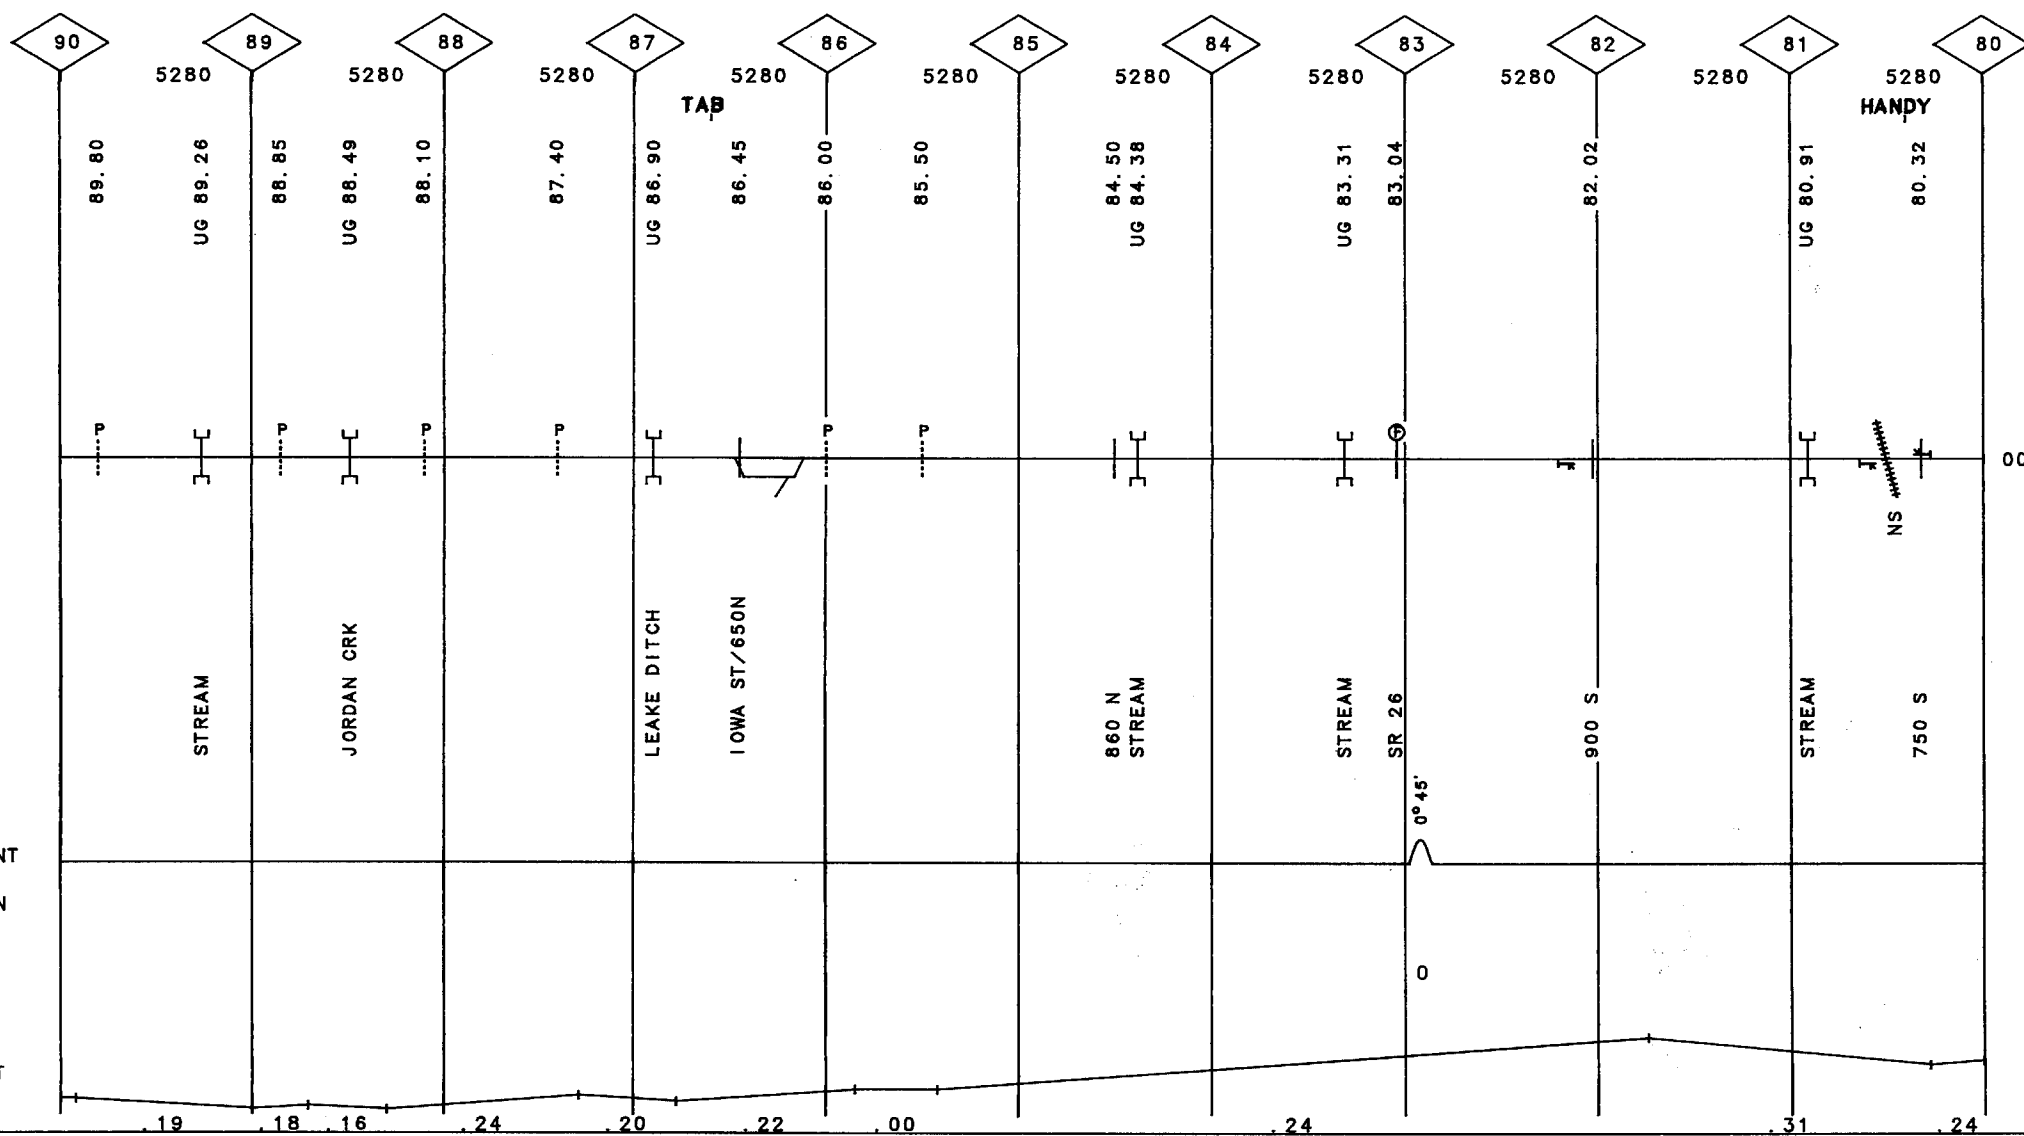 90 89 88 87 86 85 84 83 82 81 80
5280 5280 5280 5280 5280 5280 5280 5280 5280 5280
TAB HANDY
89.80
UG 89.26
88.85
UG 88.49
88.10
87.40
UG 86.90
86.45
86.00
85.50
84.50
UG 84.38
UG 83.31
83.04
82.02
UG 80.91
80.32
P P P P P P F
00
NS
STREAM
JORDAN CRK
LEAKE DITCH
IOWA ST/650N
860 N
STREAM
STREAM
SR 26
900 S
STREAM
750 S
0°45'
NT
N
0
T
.19 .18 .16 .24 .20 .22 .00 .24 .31 .24